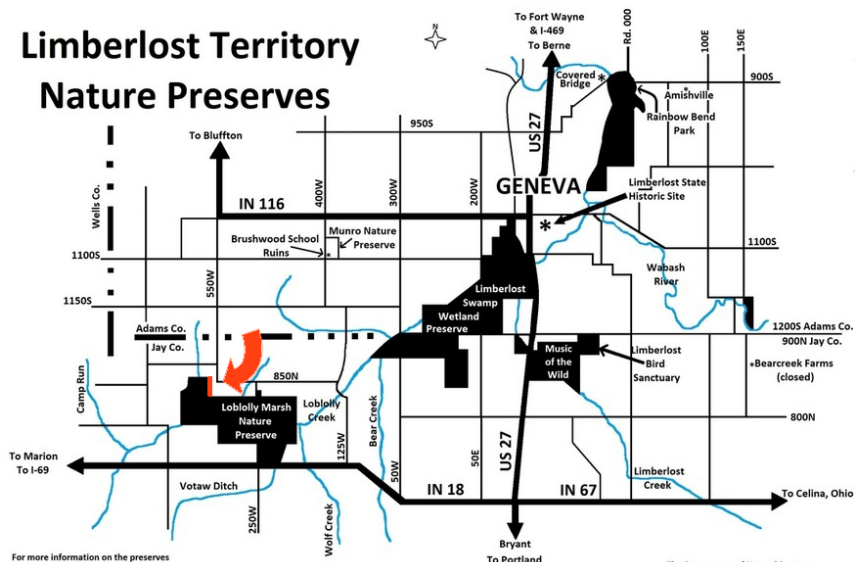 Limberlost Territory
Nature Preserves
N
To Fort Wayne
& I-469
To Berne
Rd. 000
100E
150E
Covered
Bridge
*
900S
*
Amishville
Rainbow Bend
Park
To Bluffton
950S
US 27
Wells Co.
400W
300W
200W
GENEVA
Limberlost State
Historic Site
IN 116
*
Munro Nature
Preserve
Brushwood School
Ruins
*
1100S
1100S
550W
Limberlost
Swamp
Wetland
Preserve
Wabash
River
1150S
Adams Co.
Jay Co.
1200S Adams Co.
900N Jay Co.
Music
of the
Wild
Limberlost
Bird
Sanctuary
*Bearcreek Farms
(closed)
850N
Camp Run
Loblolly Marsh
Nature
Preserve
Loblolly
Creek
Bear Creek
800N
125W
50W
50E
US 27
To Marion
To I-69
Votaw Ditch
250W
Wolf Creek
IN 18
IN 67
Limberlost
Creek
To Celina, Ohio
Bryant
To Portland
For more information on the preserves